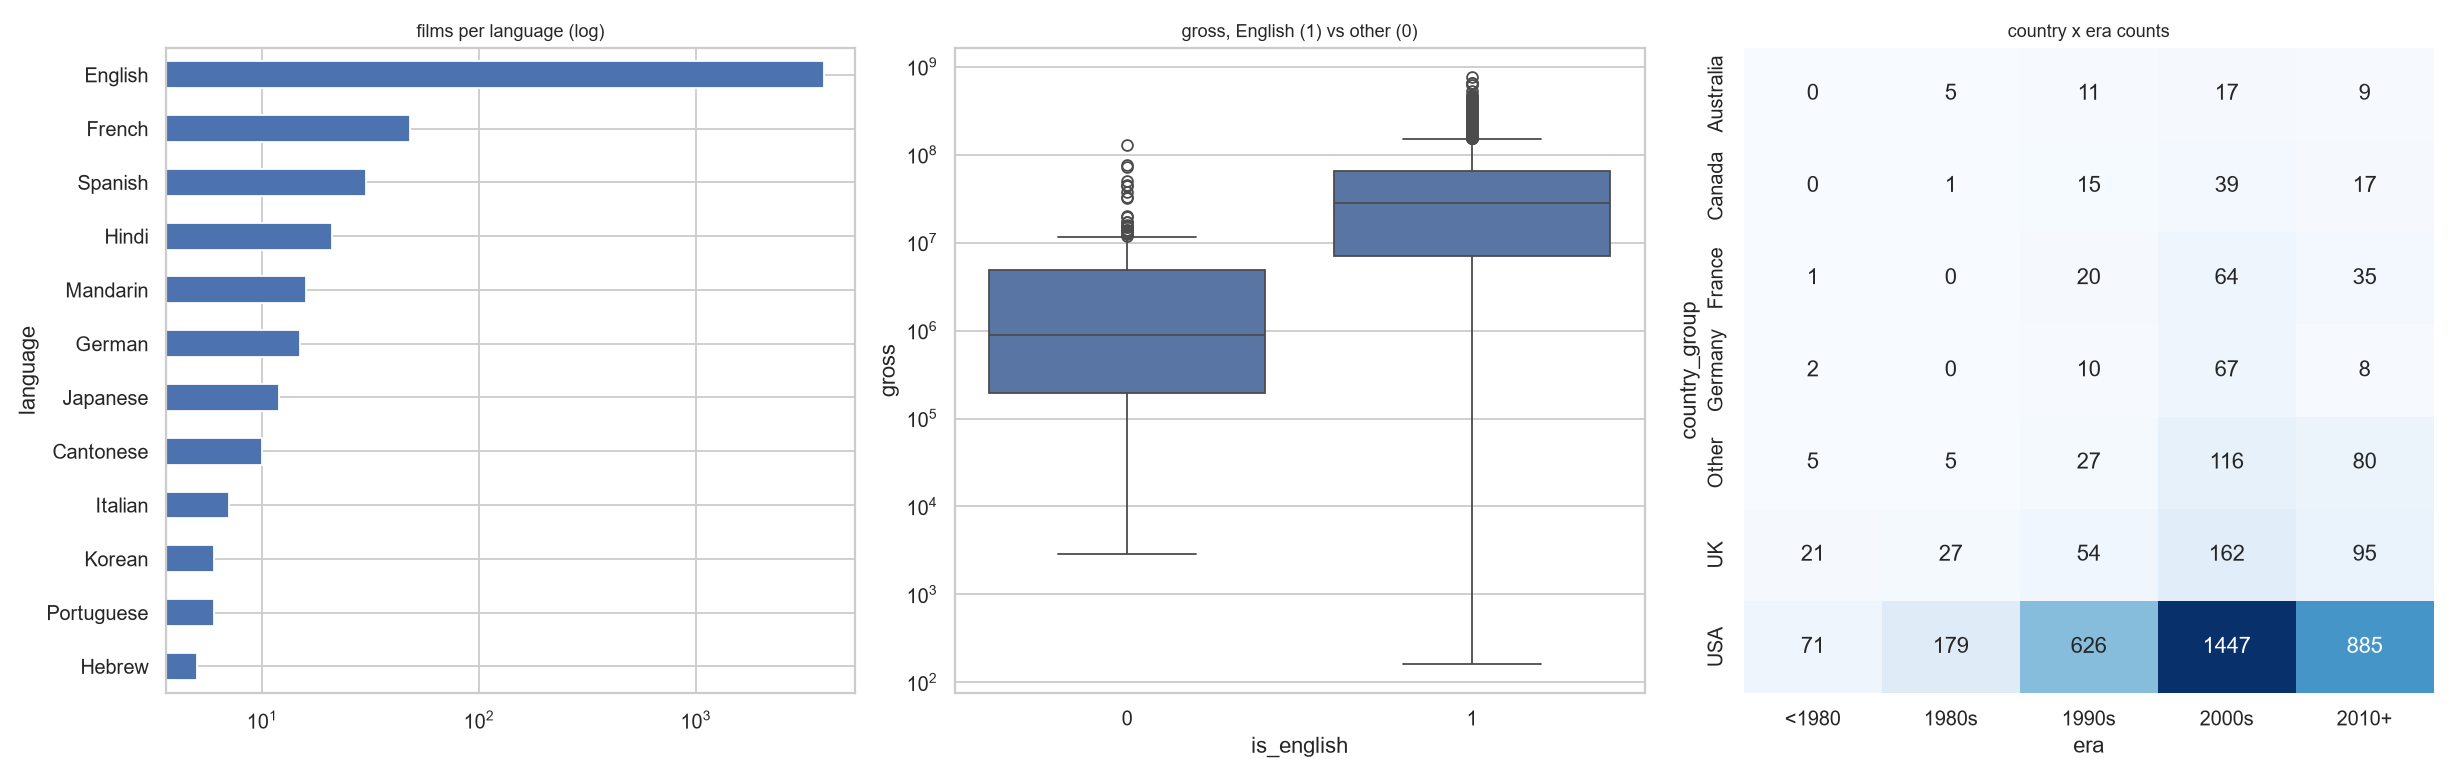 films per language (log)
language
English
French
Spanish
Hindi
Mandarin
German
Japanese
Cantonese
Italian
Korean
Portuguese
Hebrew
10¹ 10² 10³
gross, English (1) vs other (0)
gross
10⁹
10⁸
10⁷
10⁶
10⁵
10⁴
10³
10²
0 1
is_english
country x era counts
country_group
Australia 0 5 11 17 9
Canada 0 1 15 39 17
France 1 0 20 64 35
Germany 2 0 10 67 8
Other 5 5 27 116 80
UK 21 27 54 162 95
USA 71 179 626 1447 885
<1980 1980s 1990s 2000s 2010+
era